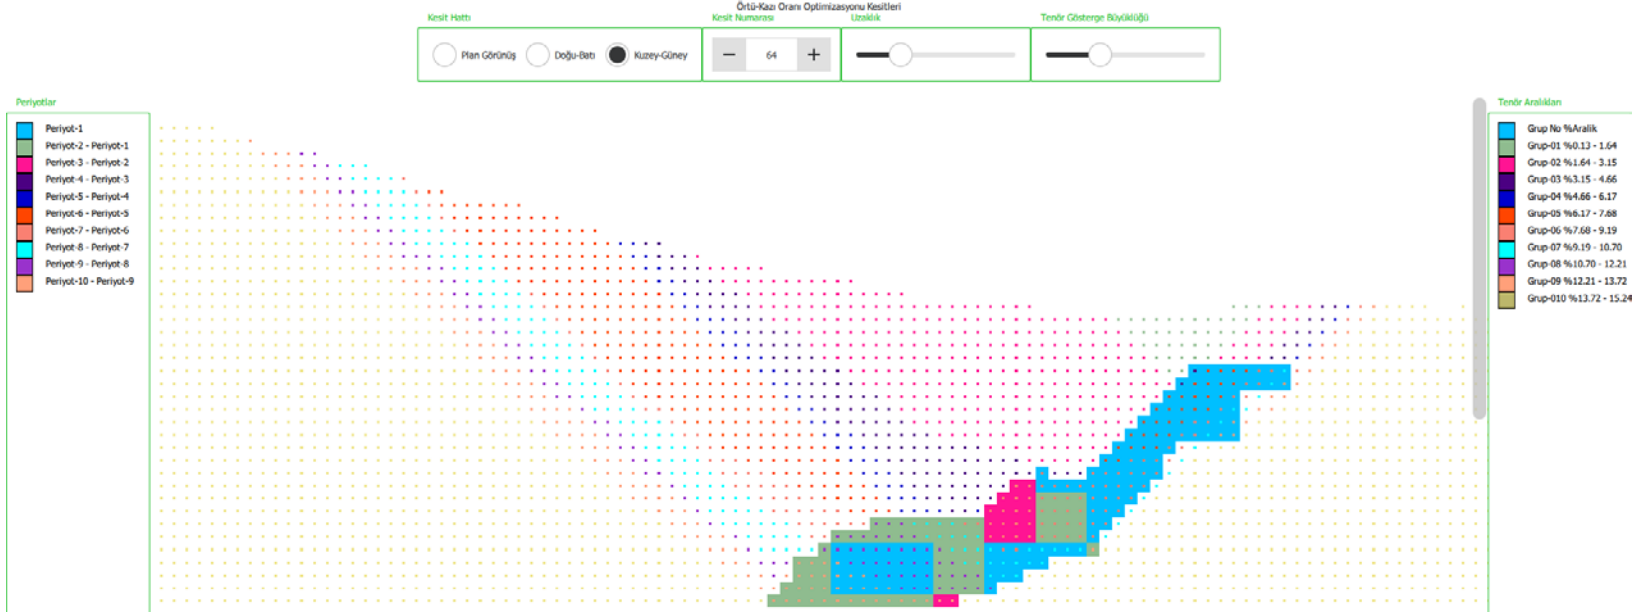 Örtü-Kazı Oranı Optimizasyonu Kesitleri
Kesit Hattı
Kesit Numarası
Uzaklık
Tenör Gösterge Büyüklüğü
Plan Görünüş
Doğu-Batı
Kuzey-Güney
−
64
+
Periyotlar
Periyot-1
Periyot-2 - Periyot-1
Periyot-3 - Periyot-2
Periyot-4 - Periyot-3
Periyot-5 - Periyot-4
Periyot-6 - Periyot-5
Periyot-7 - Periyot-6
Periyot-8 - Periyot-7
Periyot-9 - Periyot-8
Periyot-10 - Periyot-9
Tenör Aralıkları
Grup No %Aralik
Grup-01 %0.13 - 1.64
Grup-02 %1.64 - 3.15
Grup-03 %3.15 - 4.66
Grup-04 %4.66 - 6.17
Grup-05 %6.17 - 7.68
Grup-06 %7.68 - 9.19
Grup-07 %9.19 - 10.70
Grup-08 %10.70 - 12.21
Grup-09 %12.21 - 13.72
Grup-010 %13.72 - 15.24